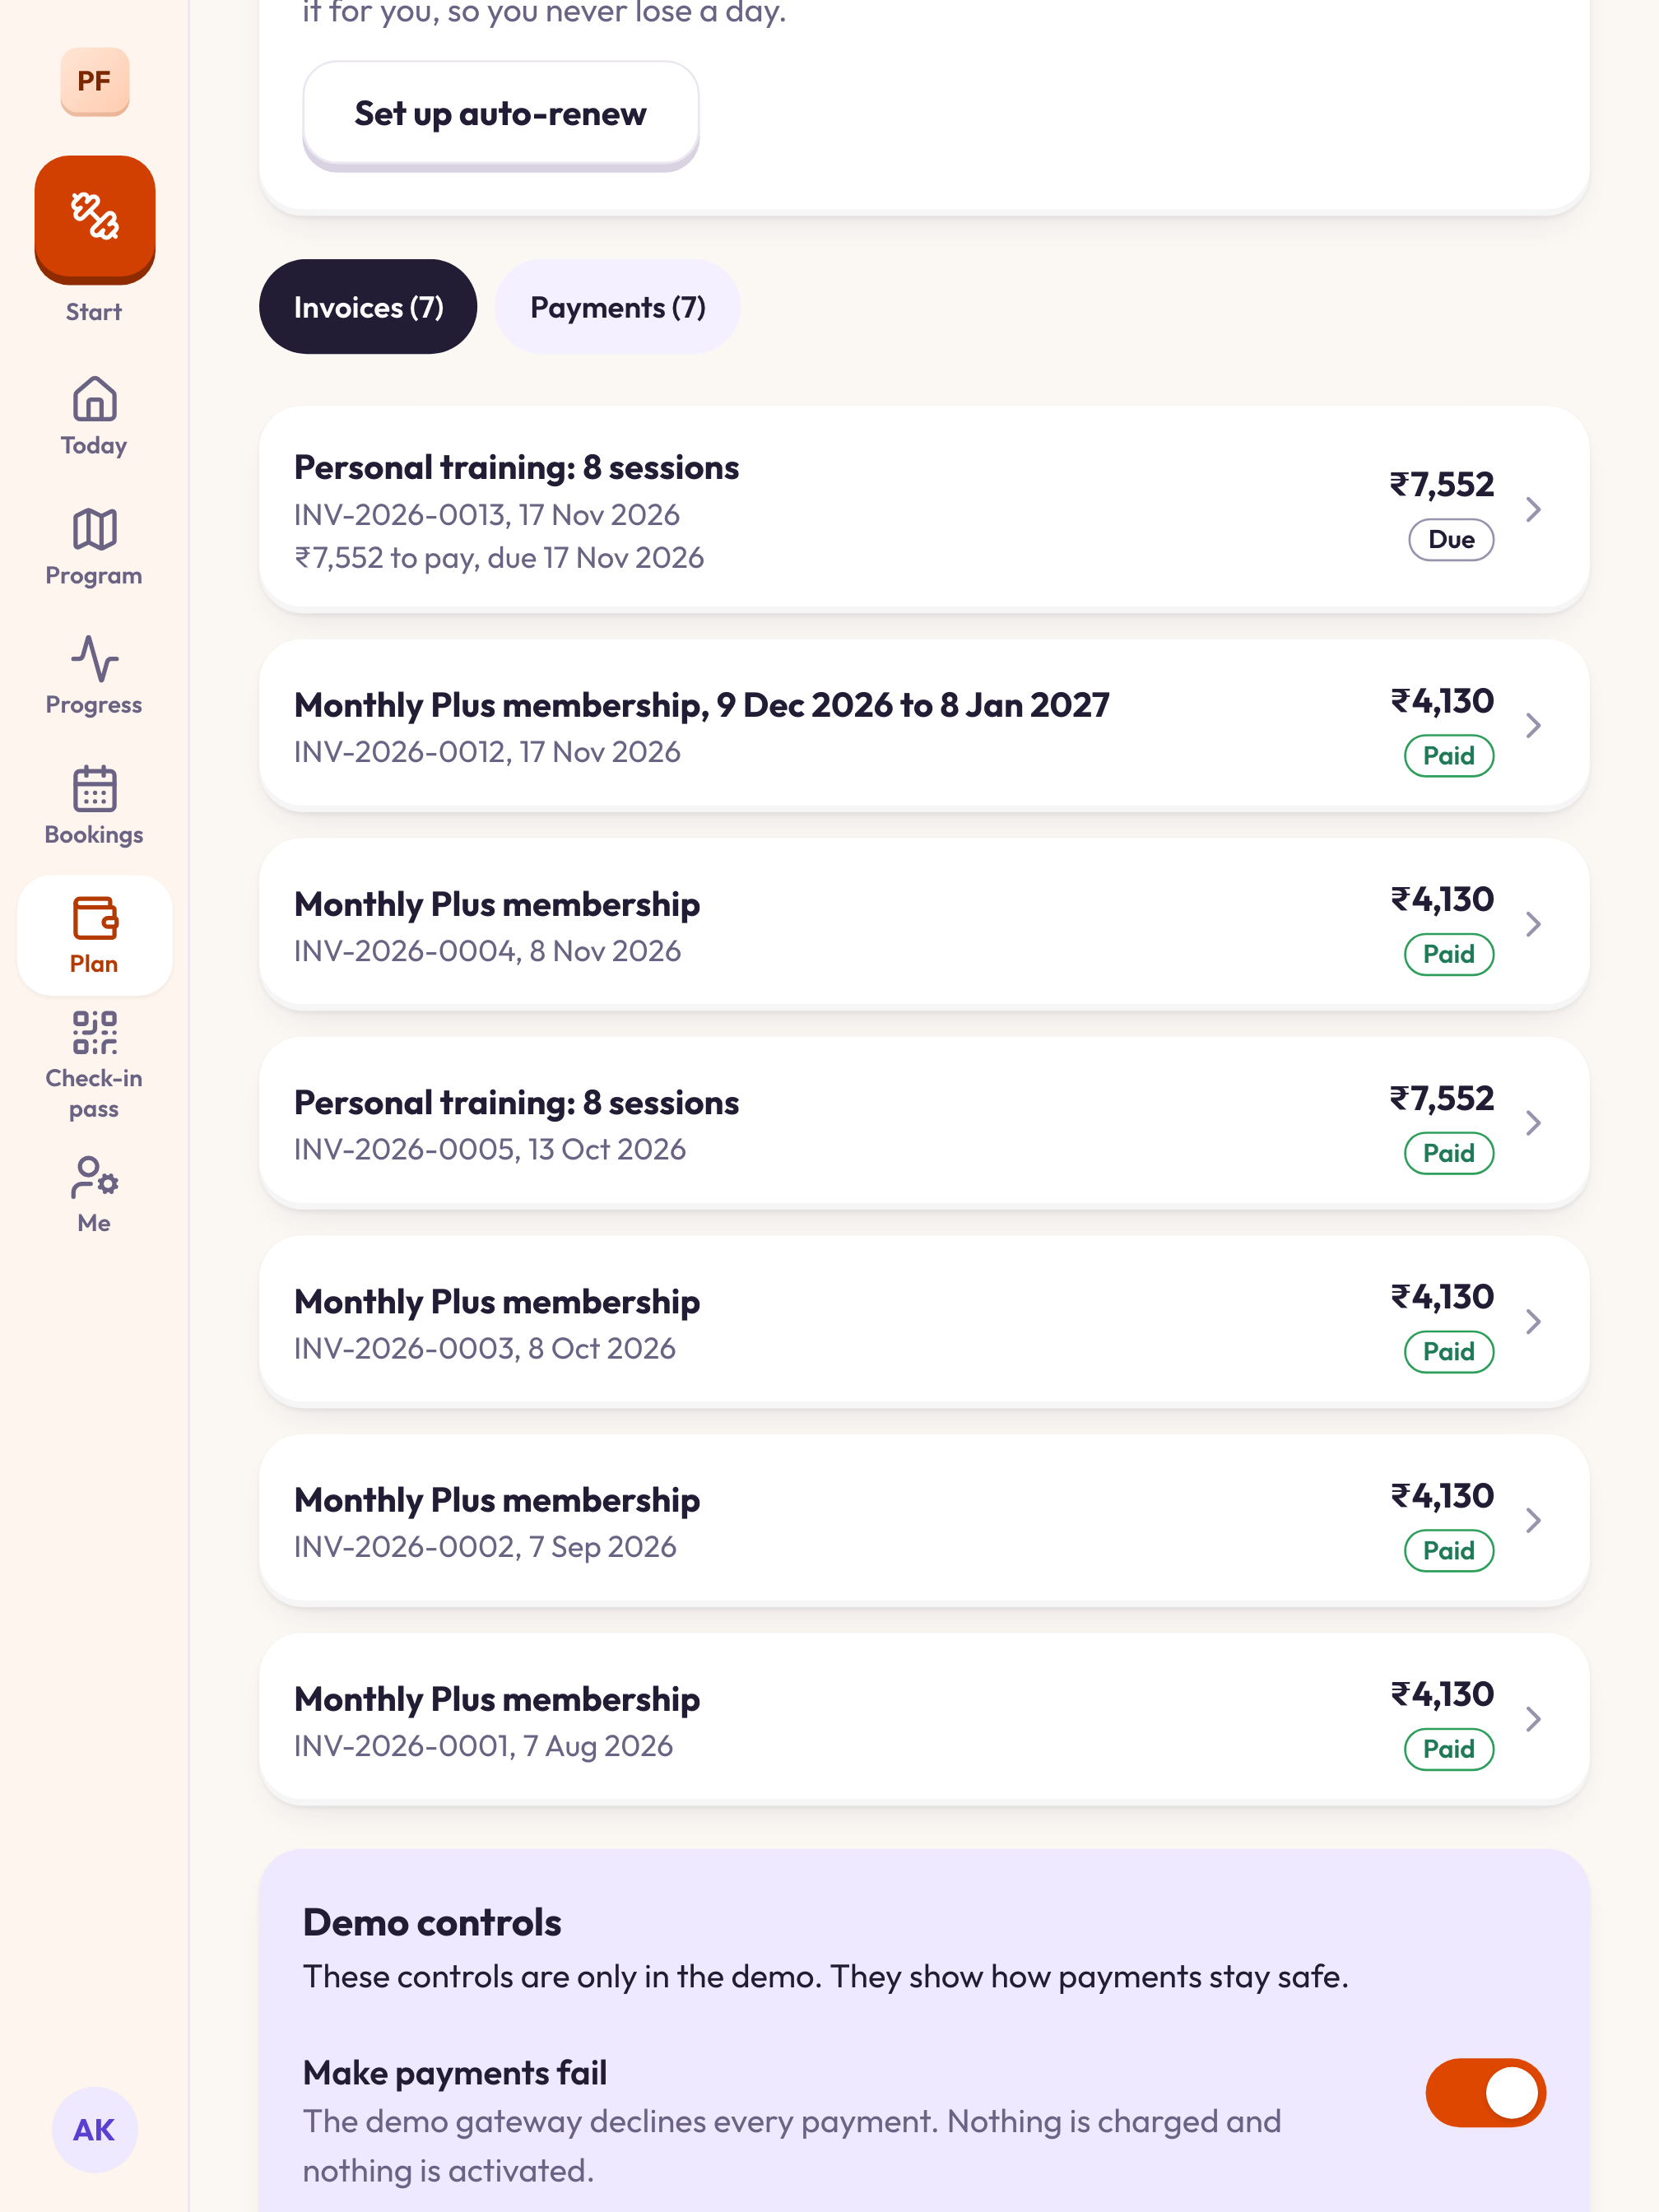 PF
Start
Today
Program
Progress
Bookings
Plan
Check-in
pass
Me
AK
it for you, so you never lose a day.
Set up auto-renew
Invoices (7)
Payments (7)
Personal training: 8 sessions
INV-2026-0013, 17 Nov 2026
₹7,552 to pay, due 17 Nov 2026
₹7,552
Due
Monthly Plus membership, 9 Dec 2026 to 8 Jan 2027
INV-2026-0012, 17 Nov 2026
₹4,130
Paid
Monthly Plus membership
INV-2026-0004, 8 Nov 2026
₹4,130
Paid
Personal training: 8 sessions
INV-2026-0005, 13 Oct 2026
₹7,552
Paid
Monthly Plus membership
INV-2026-0003, 8 Oct 2026
₹4,130
Paid
Monthly Plus membership
INV-2026-0002, 7 Sep 2026
₹4,130
Paid
Monthly Plus membership
INV-2026-0001, 7 Aug 2026
₹4,130
Paid
Demo controls
These controls are only in the demo. They show how payments stay safe.
Make payments fail
The demo gateway declines every payment. Nothing is charged and
nothing is activated.